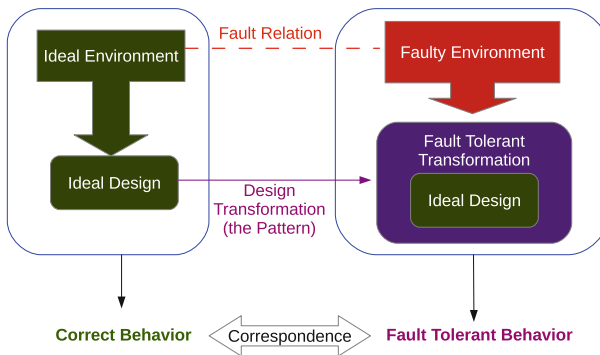 Fault Relation
Ideal Environment
Faulty Environment
Fault Tolerant
Transformation
Ideal Design
Ideal Design
Design
Transformation
(the Pattern)
Correct Behavior
Correspondence
Fault Tolerant Behavior